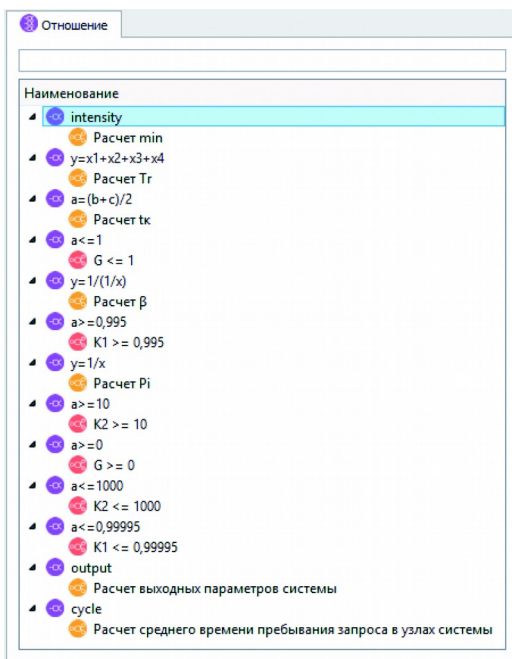 Отношение
Наименование
intensity
Расчет min
y=x1+x2+x3+x4
Расчет Tr
a=(b+c)/2
Расчет tк
a<=1
G <= 1
y=1/(1/x)
Расчет β
a>=0,995
K1 >= 0,995
y=1/x
Расчет Pi
a>=10
K2 >= 10
a>=0
G >= 0
a<=1000
K2 <= 1000
a<=0,99995
K1 <= 0,99995
output
Расчет выходных параметров системы
cycle
Расчет среднего времени пребывания запроса в узлах системы